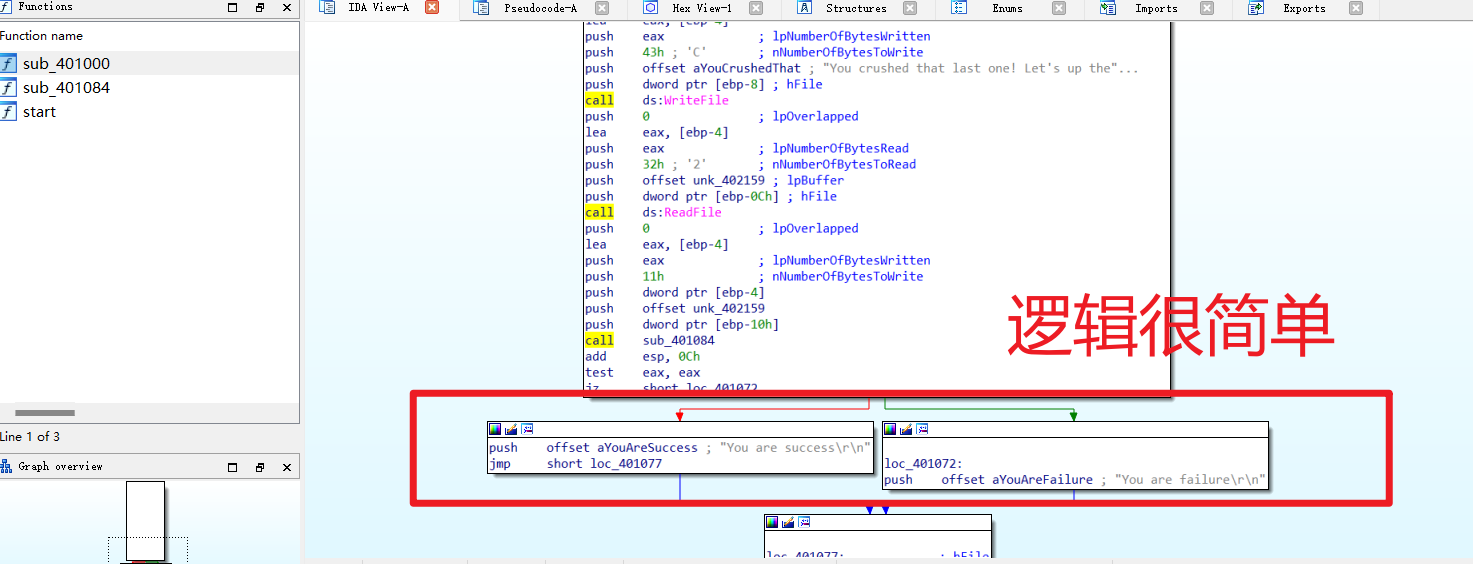 Functions
IDA View-A
Pseudocode-A
Hex View-1
Structures
Enums
Imports
Exports
Function name
sub_401000
sub_401084
start
Line 1 of 3
Graph overview
lea eax, [ebp-4]
push eax ; lpNumberOfBytesWritten
push 43h ; 'C' ; nNumberOfBytesToWrite
push offset aYouCrushedThat ; "You crushed that last one! Let's up the"...
push dword ptr [ebp-8] ; hFile
call ds:WriteFile
push 0 ; lpOverlapped
lea eax, [ebp-4]
push eax ; lpNumberOfBytesRead
push 32h ; '2' ; nNumberOfBytesToRead
push offset unk_402159 ; lpBuffer
push dword ptr [ebp-0Ch] ; hFile
call ds:ReadFile
push 0 ; lpOverlapped
lea eax, [ebp-4]
push eax ; lpNumberOfBytesWritten
push 11h ; nNumberOfBytesToWrite
push dword ptr [ebp-4]
push offset unk_402159
push dword ptr [ebp-10h]
call sub_401084
add esp, 0Ch
test eax, eax
jz short loc_401072
逻辑很简单
push offset aYouAreSuccess ; "You are success\r\n"
jmp short loc_401077
loc_401072:
push offset aYouAreFailure ; "You are failure\r\n"
loc_401077: ; hFile